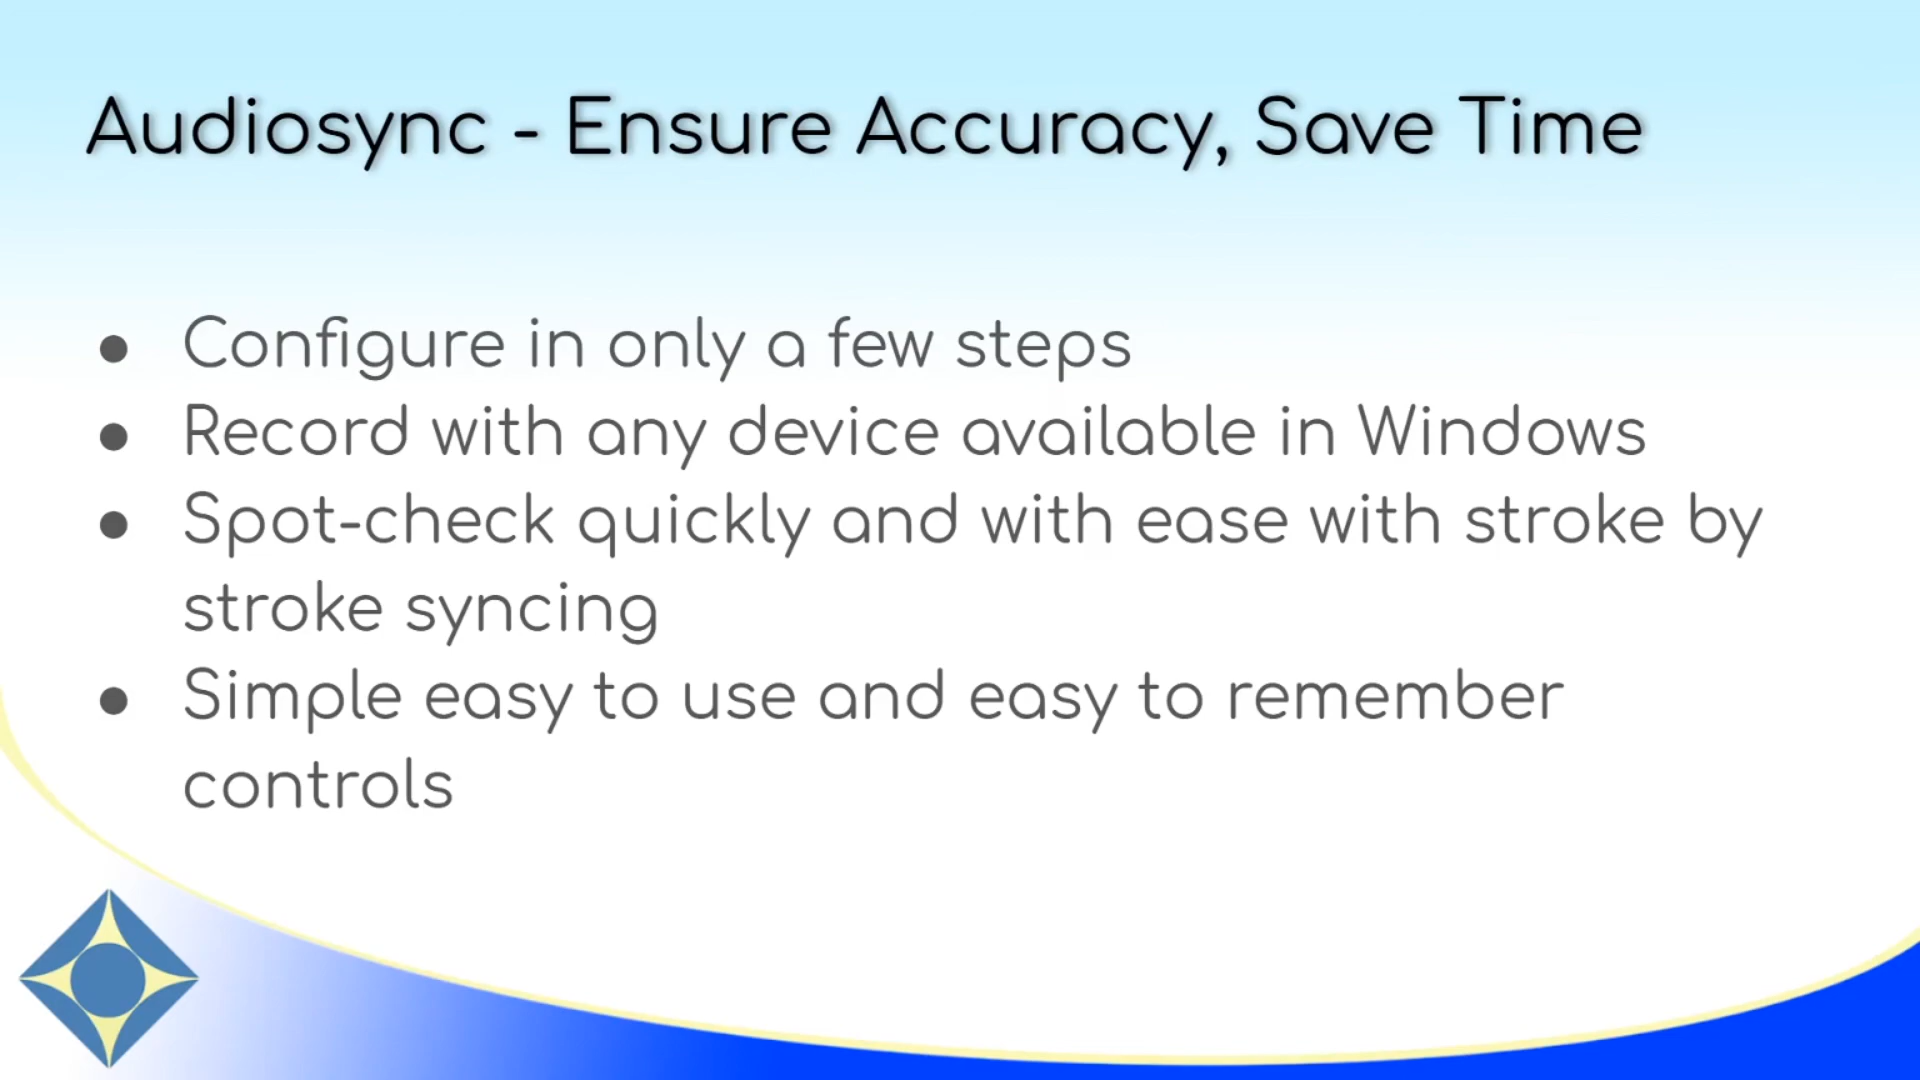 Audiosync - Ensure Accuracy, Save Time
● Configure in only a few steps
● Record with any device available in Windows
● Spot-check quickly and with ease with stroke by
stroke syncing
● Simple easy to use and easy to remember
controls